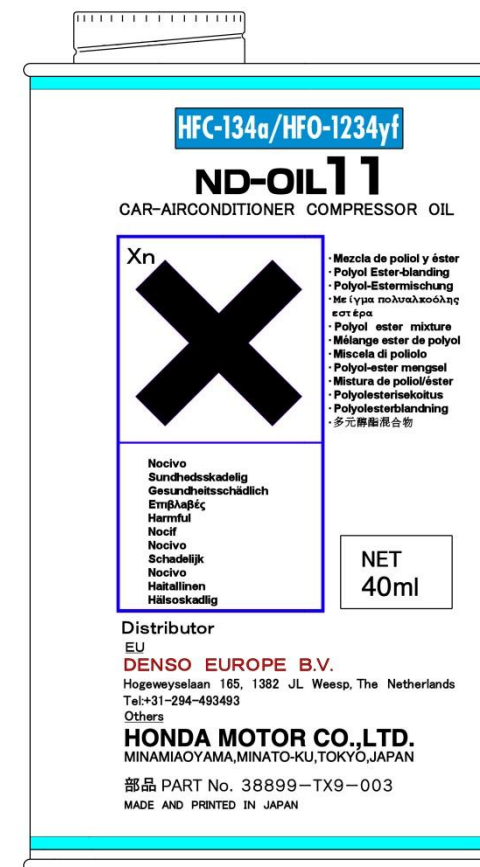 HFC-134a/HFO-1234yf
ND-OIL11
CAR-AIRCONDITIONER COMPRESSOR OIL
Xn
·Mezcla de poliol y éster
·Polyol Ester-blanding
·Polyol-Estermischung
·Μείγμα πολυαλκοόλης
εστέρα
·Polyol ester mixture
·Mélange ester de polyol
·Miscela di poliolo
·Polyol-ester mengsel
·Mistura de poliol/éster
·Polyolesterisekoitus
·Polyolesterblandning
·多元醇酯混合物
Nocivo
Sundhedsskadelig
Gesundheitsschädlich
Επιβλαβές
Harmful
Nocif
Nocivo
Schadelijk
Nocivo
Haitallinen
Hälsoskadlig
NET
40ml
Distributor
EU
DENSO EUROPE B.V.
Hogeweyselaan 165, 1382 JL Weesp, The Netherlands
Tel:+31-294-493493
Others
HONDA MOTOR CO.,LTD.
MINAMIAOYAMA,MINATO-KU,TOKYO,JAPAN
部品 PART No. 38899-TX9-003
MADE AND PRINTED IN JAPAN